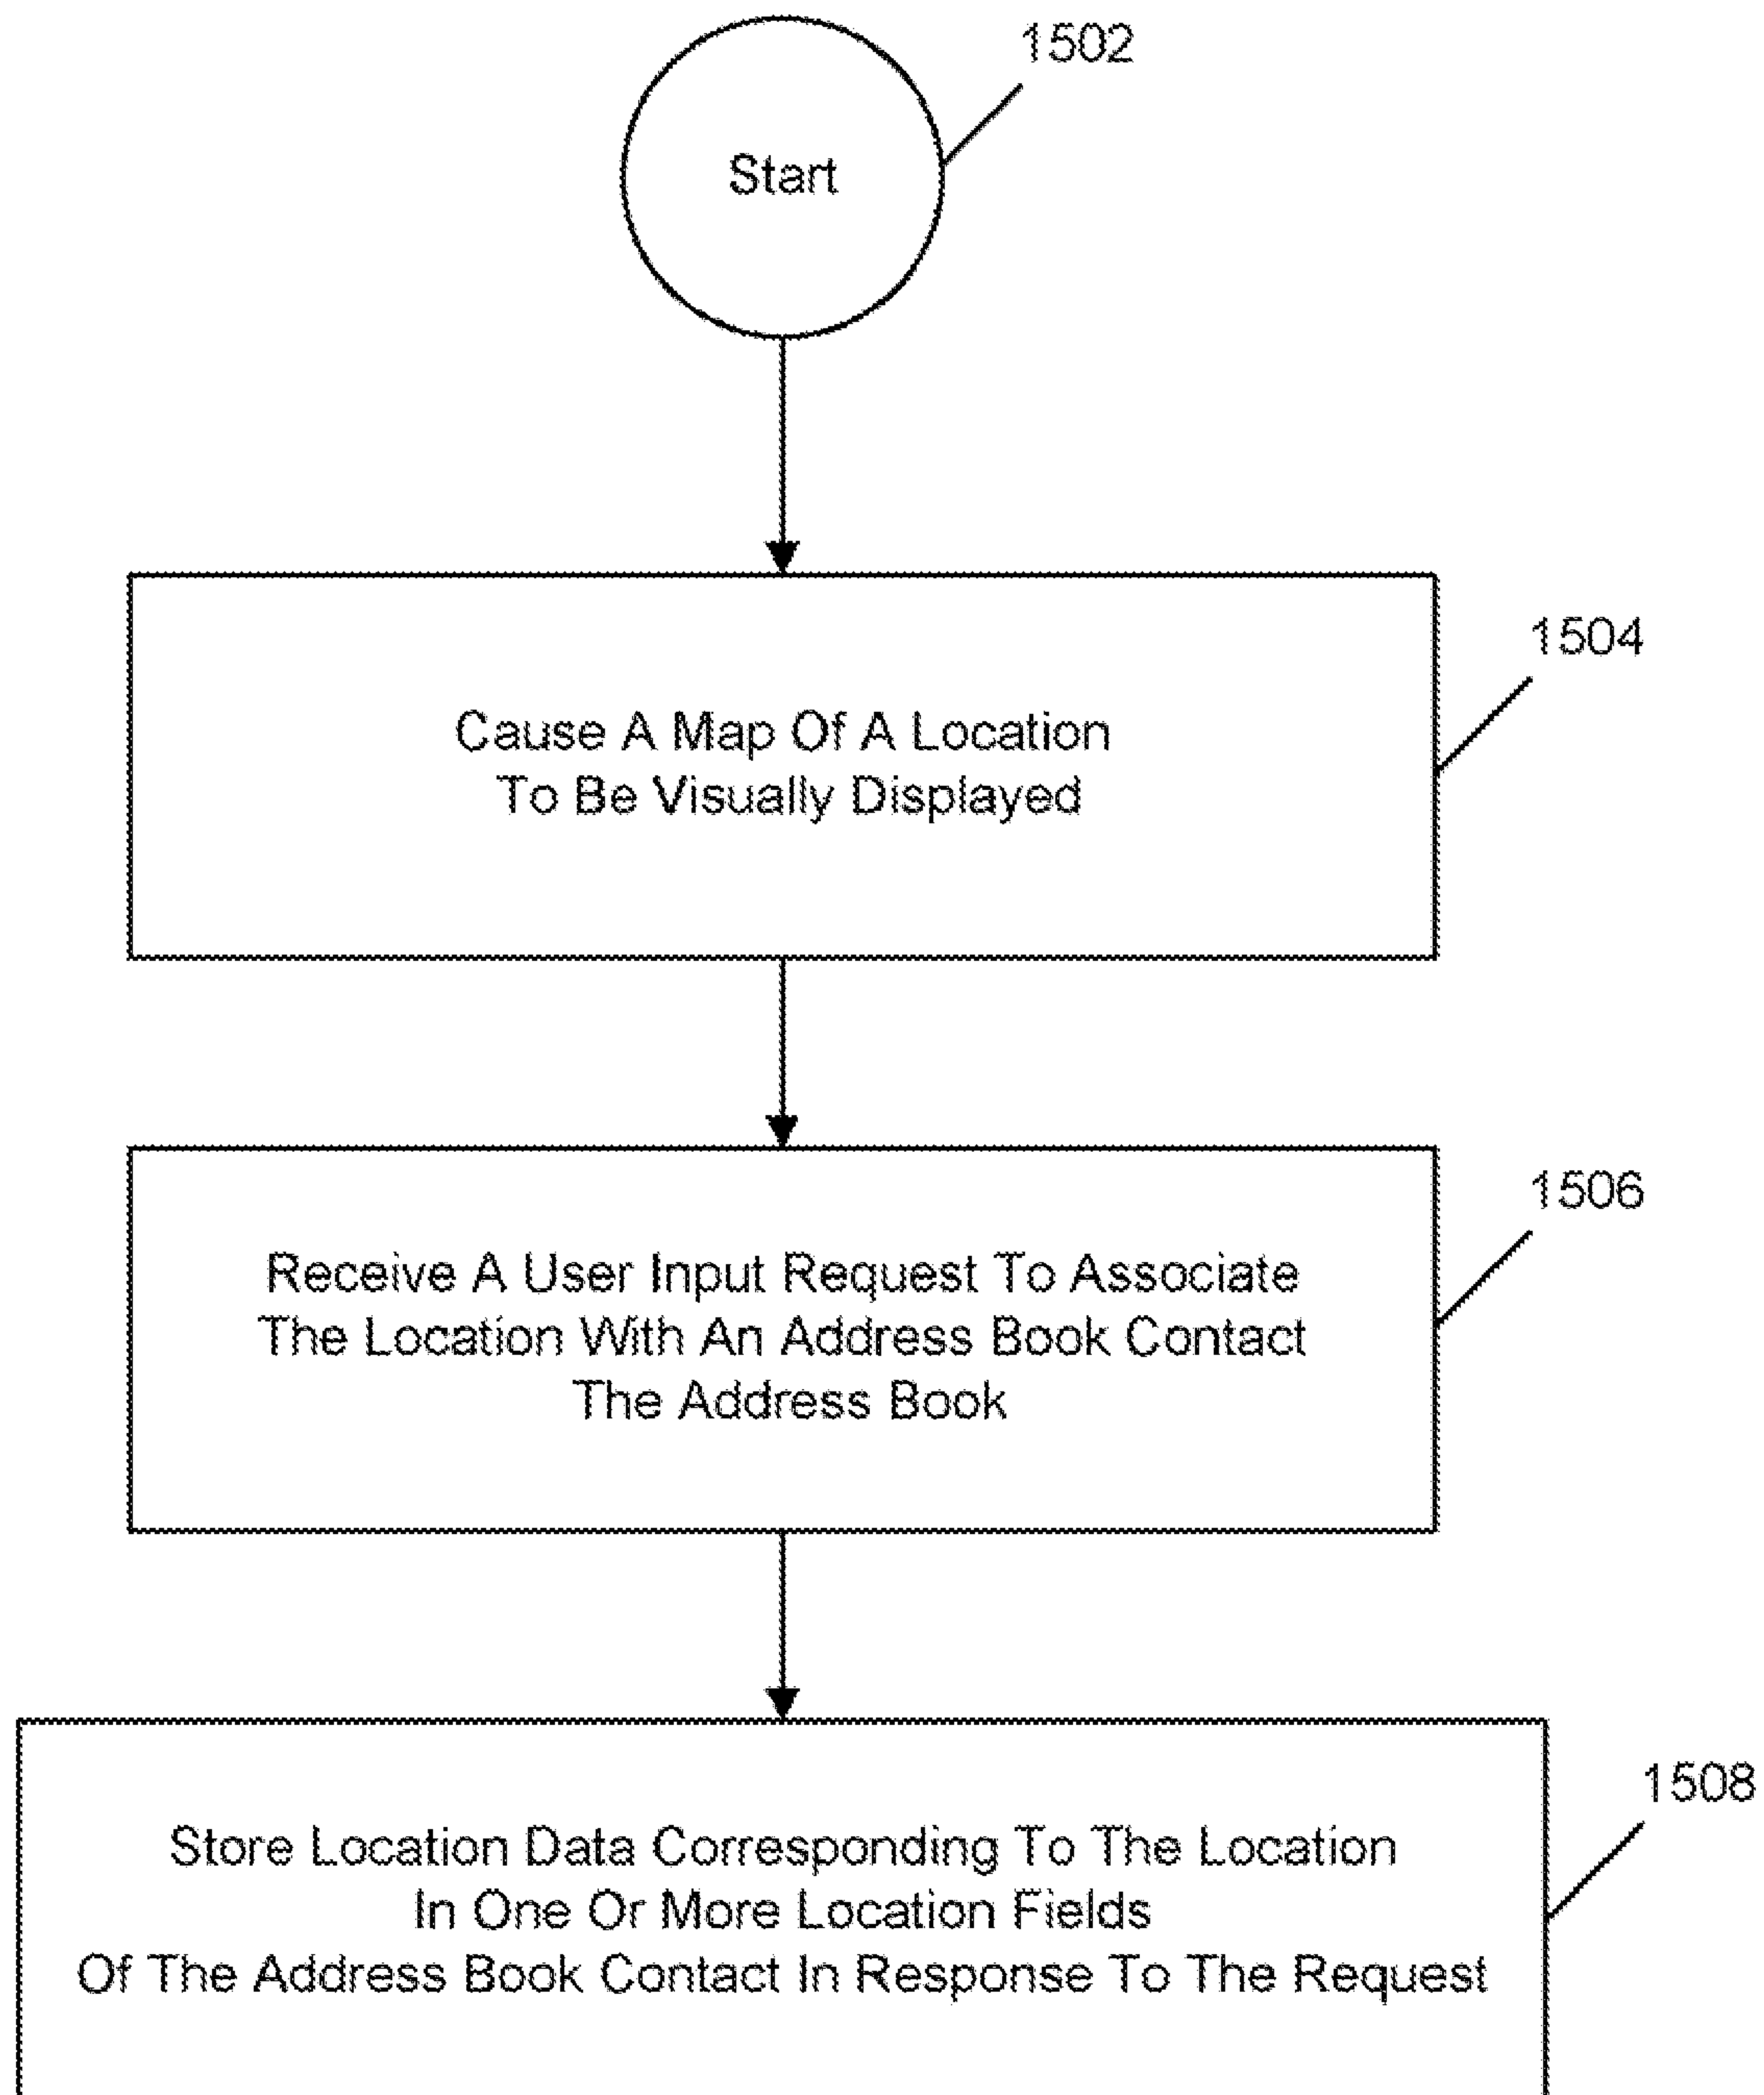 1502
Start
1504
Cause A Map Of A Location
To Be Visually Displayed
1506
Receive A User Input Request To Associate
The Location With An Address Book Contact
The Address Book
1508
Store Location Data Corresponding To The Location
In One Or More Location Fields
Of The Address Book Contact In Response To The Request